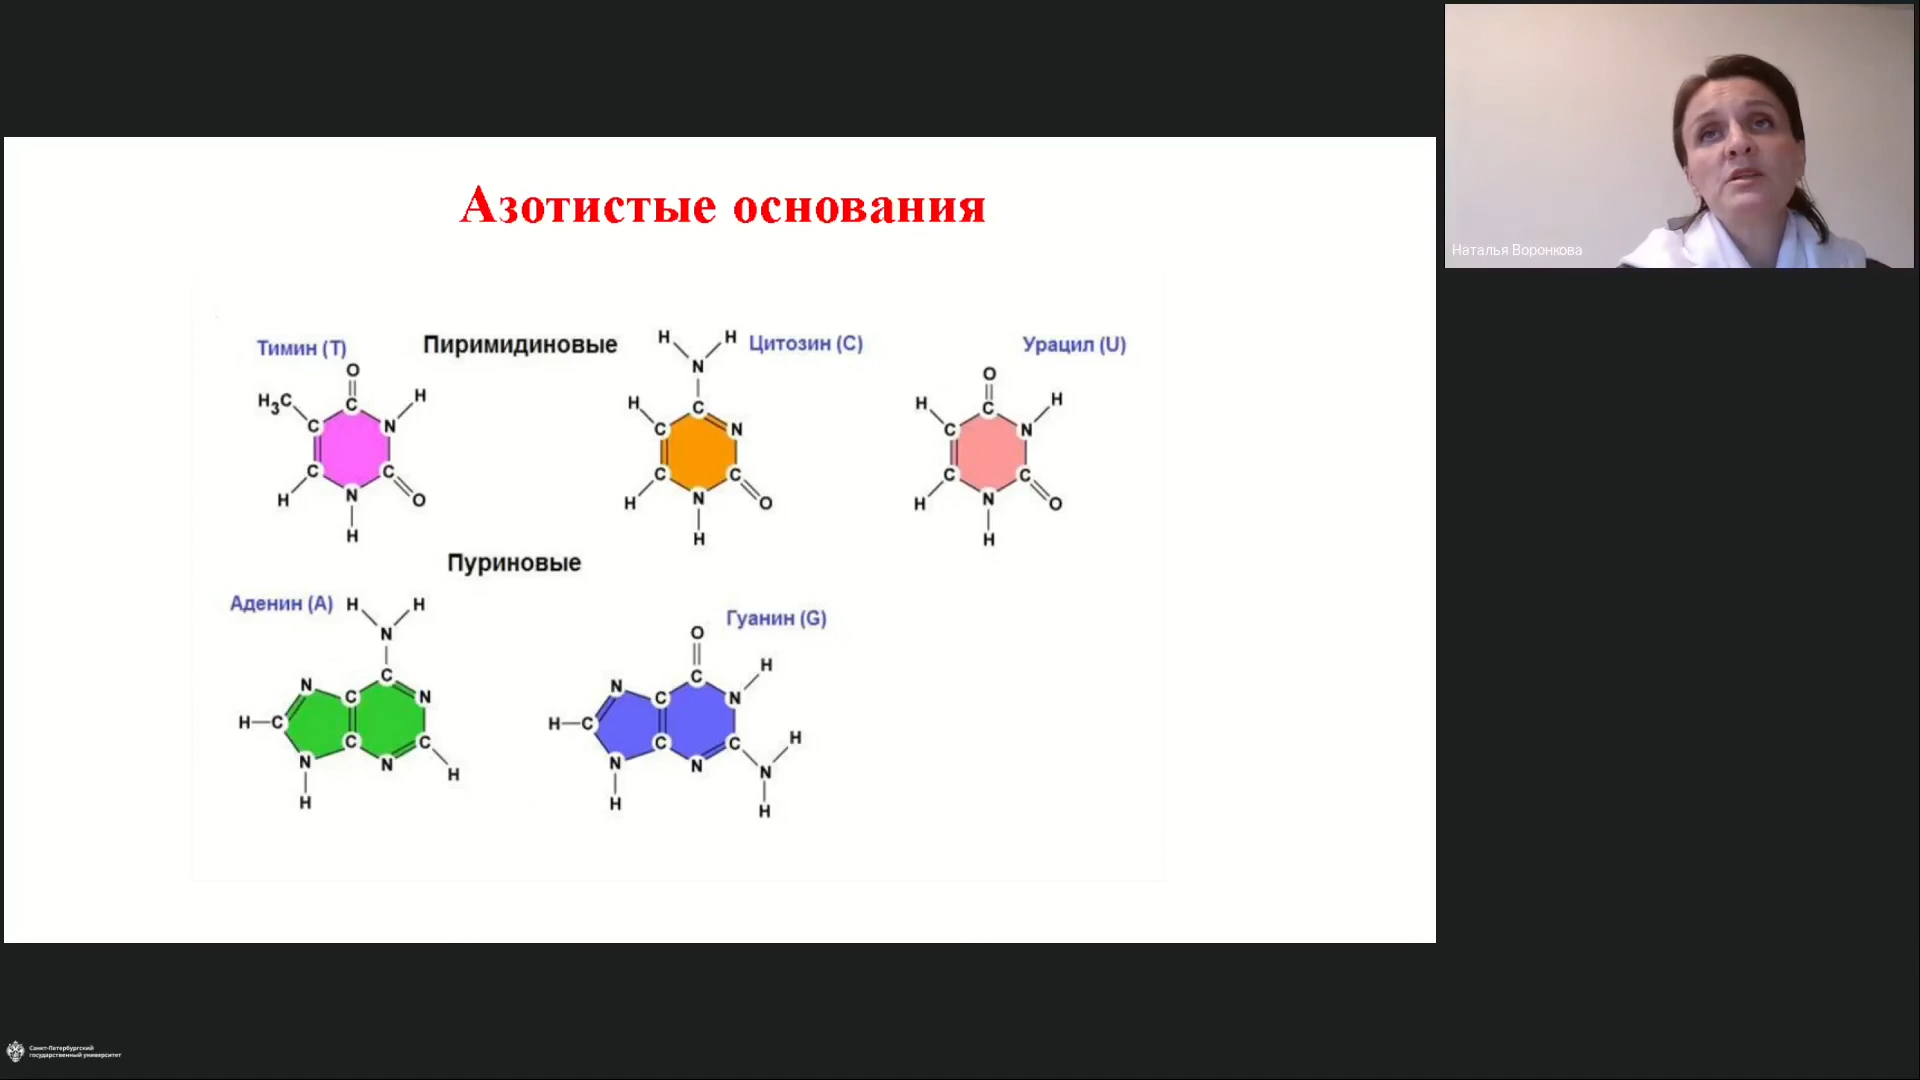 Азотистые основания
Наталья Воронкова
Тимин (T)
Пиримидиновые
Цитозин (C)
Урацил (U)
O
H₃C
C
H
C
N
C
C
H
N
O
H
H
H
N
H
C
C
N
C
C
H
N
O
H
O
H
C
H
C
N
C
C
H
N
O
H
Пуриновые
Аденин (A)
H
H
N
C
N
C
N
H–C
C
C
N
N
H
H
Гуанин (G)
O
H
C
N
C
N
H–C
C
C
H
N
N
N
H
H
Санкт-Петербургский
государственный университет